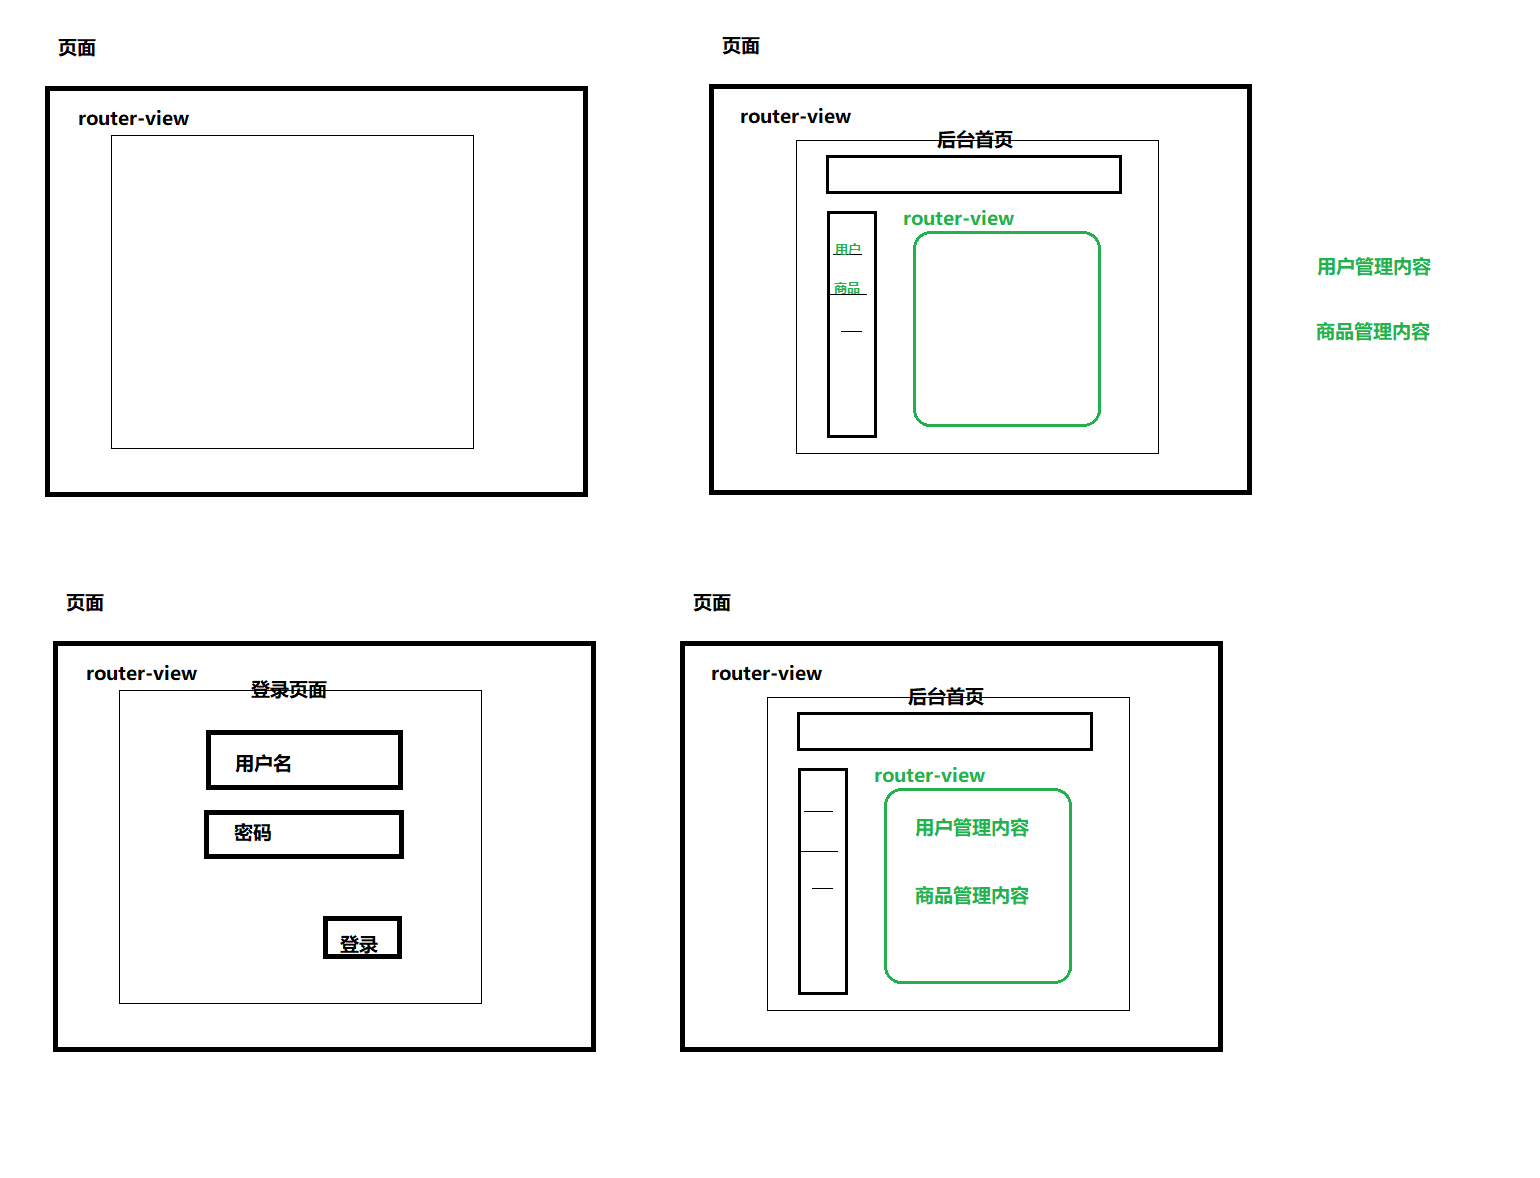 页面
router-view
页面
router-view
后台首页
router-view
用户
商品
用户管理内容
商品管理内容
页面
router-view
登录页面
用户名
密码
登录
页面
router-view
后台首页
router-view
用户管理内容
商品管理内容